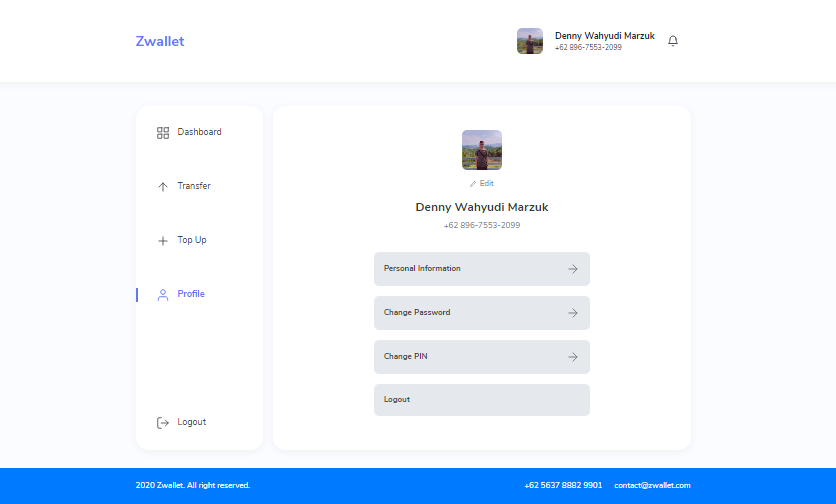 Zwallet
Denny Wahyudi Marzuk
+62 896-7553-2099
Dashboard
Transfer
Top Up
Profile
Logout
Edit
Denny Wahyudi Marzuk
+62 896-7553-2099
Personal Information
Change Password
Change PIN
Logout
2020 Zwallet. All right reserved.
+62 5637 8882 9901
contact@zwallet.com